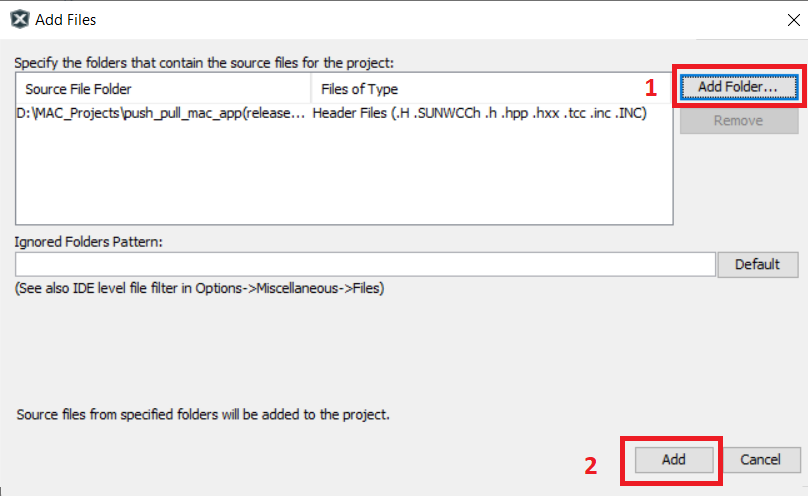 Add Files
Specify the folders that contain the source files for the project:
Source File Folder Files of Type
1 Add Folder...
D:\MAC_Projects\push_pull_mac_app(release... Header Files (.H .SUNWCCh .h .hpp .hxx .tcc .inc .INC)
Remove
Ignored Folders Pattern:
Default
(See also IDE level file filter in Options->Miscellaneous->Files)
Source files from specified folders will be added to the project.
2 Add Cancel